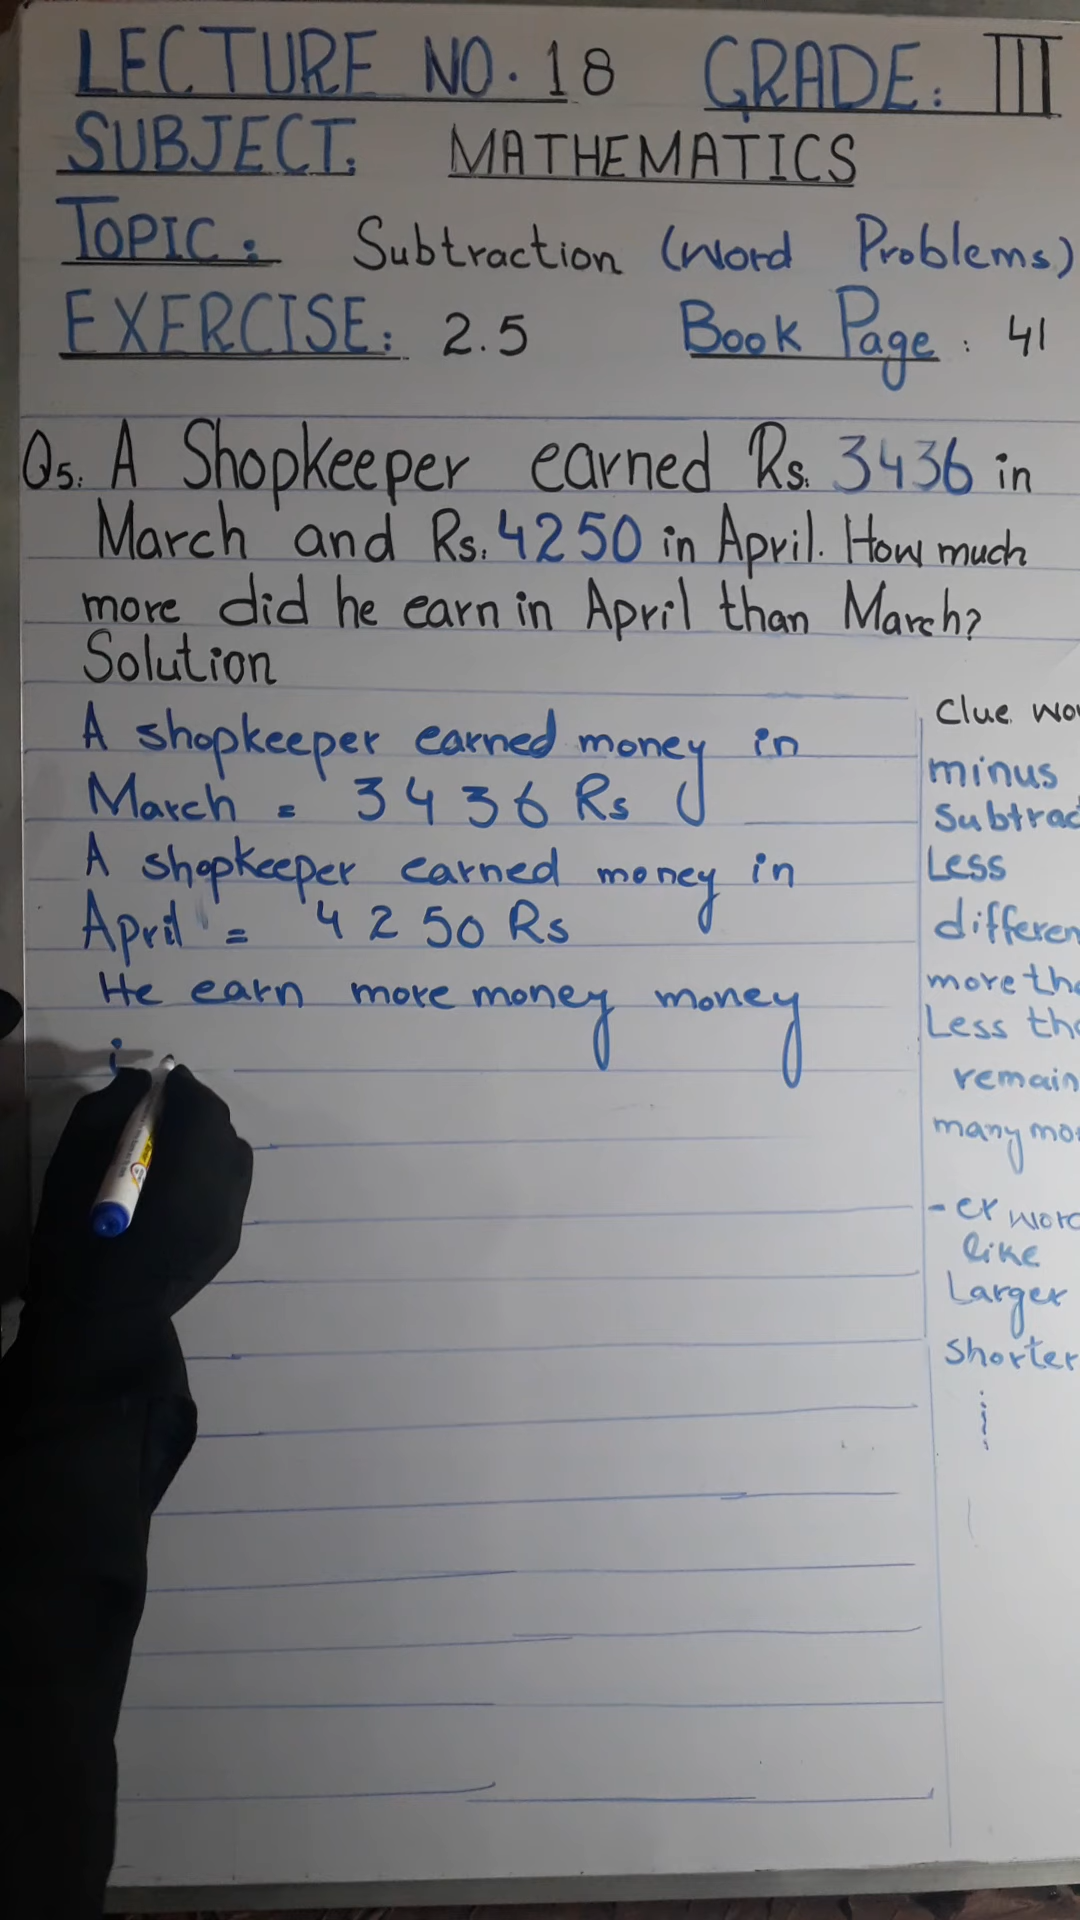 LECTURE NO. 18 GRADE: III
SUBJECT: MATHEMATICS
TOPIC: Subtraction (Word Problems)
EXERCISE: 2.5 Book Page: 41
Q5. A Shopkeeper earned Rs. 3436 in
March and Rs. 4250 in April. How much
more did he earn in April than March?
Solution
A shopkeeper earned money in
March = 3436 Rs
A shopkeeper earned money in
April = 4250 Rs
He earn more money money
i
Clue
minus
Less
more
Less
many
- er
like
Larger
shorter